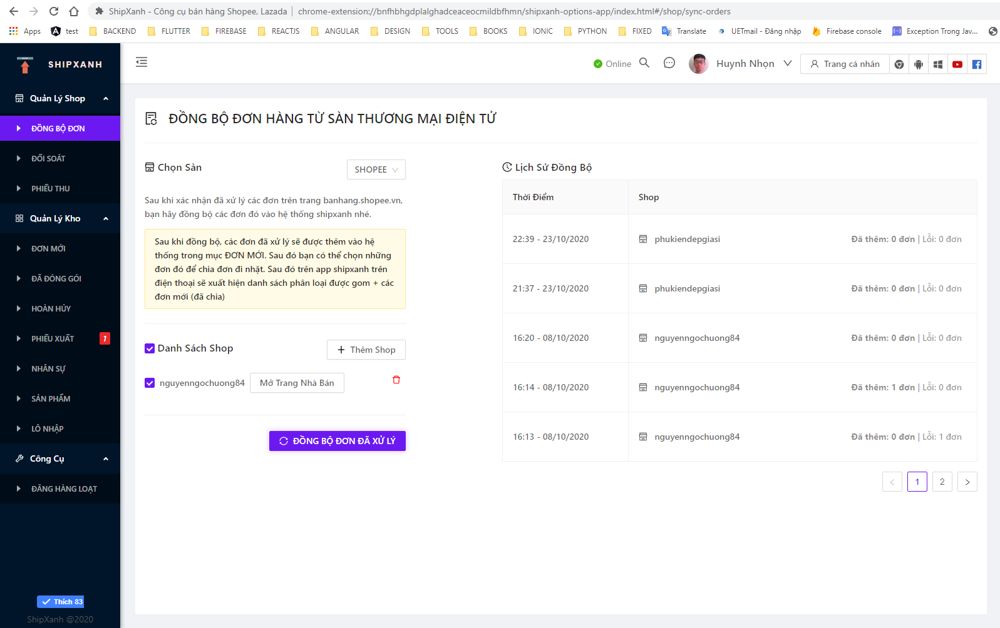 ShipXanh - Công cụ bán hàng Shopee, Lazada | chrome-extension://bnfhbhgdplalghadceaceocmildbfhmn/shipxanh-options-app/index.html#/shop/sync-orders
Apps test BACKEND FLUTTER FIREBASE REACTJS ANGULAR DESIGN TOOLS BOOKS IONIC PYTHON FIXED Translate UETmail - Đăng nhập Firebase console Exception Trong Jav...
SHIPXANH
Online Huynh Nhọn Trang cá nhân
Quản Lý Shop
ĐỒNG BỘ ĐƠN
ĐỐI SOÁT
PHIẾU THU
Quản Lý Kho
ĐƠN MỚI
ĐÃ ĐÓNG GÓI
HOÀN HỦY
PHIẾU XUẤT 1
NHÂN SỰ
SẢN PHẨM
LÔ NHẬP
Công Cụ
ĐĂNG HÀNG LOẠT
Thích 83
ShipXanh @2020
ĐỒNG BỘ ĐƠN HÀNG TỪ SÀN THƯƠNG MẠI ĐIỆN TỬ
Chọn Sàn SHOPEE
Sau khi xác nhận đã xử lý các đơn trên trang banhang.shopee.vn,
bạn hãy đồng bộ các đơn đó vào hệ thống shipxanh nhé.
Sau khi đồng bộ, các đơn đã xử lý sẽ được thêm vào hệ
thống trong mục ĐƠN MỚI. Sau đó bạn có thể chọn những
đơn đó để chia đơn đi nhặt. Sau đó trên app shipxanh trên
điện thoại sẽ xuất hiện danh sách phân loại được gom + các
đơn mới (đã chia)
Danh Sách Shop + Thêm Shop
nguyenngochuong84 Mở Trang Nhà Bán
ĐỒNG BỘ ĐƠN ĐÃ XỬ LÝ
Lịch Sử Đồng Bộ
Thời Điểm Shop
22:39 - 23/10/2020 phukiendepgiasi Đã thêm: 0 đơn | Lỗi: 0 đơn
21:37 - 23/10/2020 phukiendepgiasi Đã thêm: 0 đơn | Lỗi: 0 đơn
16:20 - 08/10/2020 nguyenngochuong84 Đã thêm: 0 đơn | Lỗi: 0 đơn
16:14 - 08/10/2020 nguyenngochuong84 Đã thêm: 1 đơn | Lỗi: 0 đơn
16:13 - 08/10/2020 nguyenngochuong84 Đã thêm: 0 đơn | Lỗi: 1 đơn
< 1 2 >